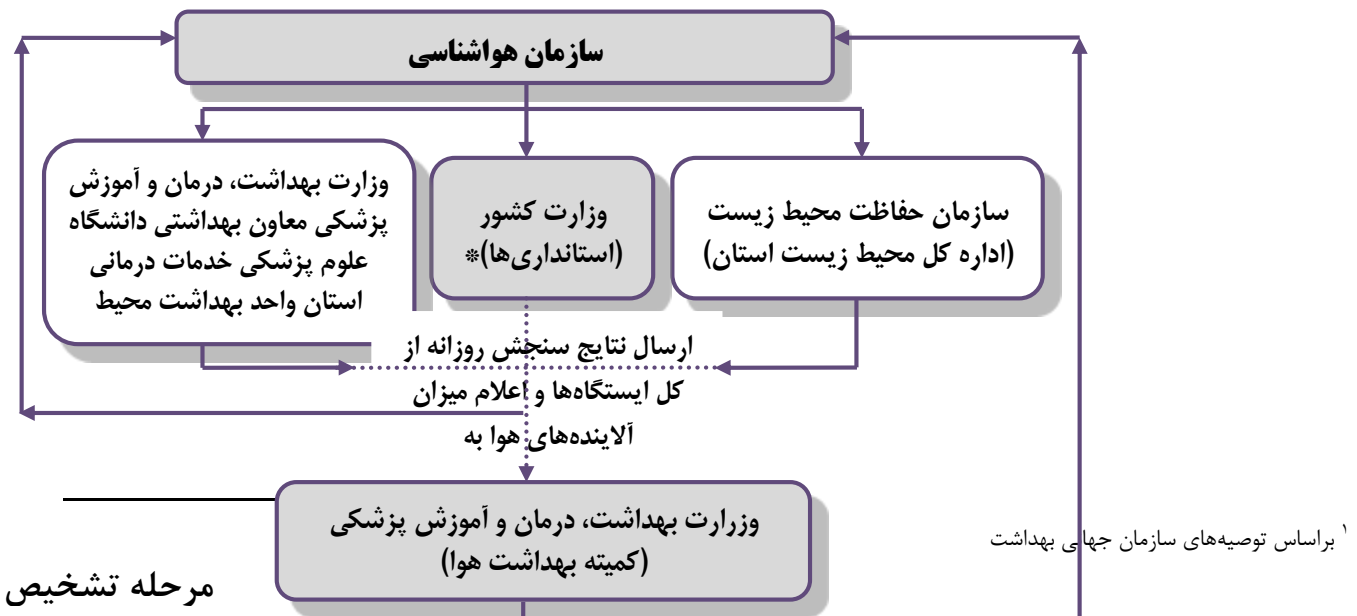 سازمان هواشناسی
سازمان حفاظت محیط زیست
(اداره کل محیط زیست استان)
وزارت کشور
(استانداری‌ها)*
وزارت بهداشت، درمان و آموزش
پزشکی معاون بهداشتی دانشگاه
علوم پزشکی خدمات درمانی
استان واحد بهداشت محیط
ارسال نتایج سنجش روزانه از
کل ایستگاه‌ها و اعلام میزان
آلاینده‌های هوا به
وزرارت بهداشت، درمان و آموزش پزشکی
(کمیته بهداشت هوا)
۱ براساس توصیه‌های سازمان جهانی بهداشت
مرحله تشخیص